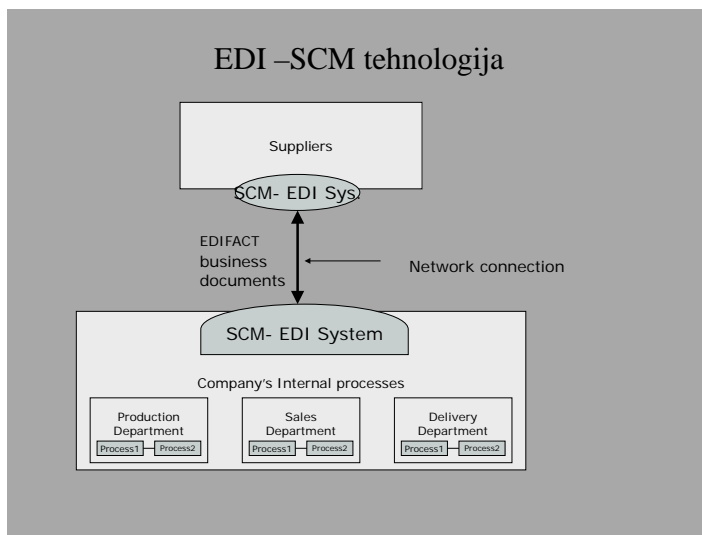 EDI –SCM tehnologija
Suppliers
SCM- EDI Sys.
EDIFACT
business
documents
Network connection
SCM- EDI System
Company's Internal processes
Production
Department
Process1
Process2
Sales
Department
Process1
Process2
Delivery
Department
Process1
Process2